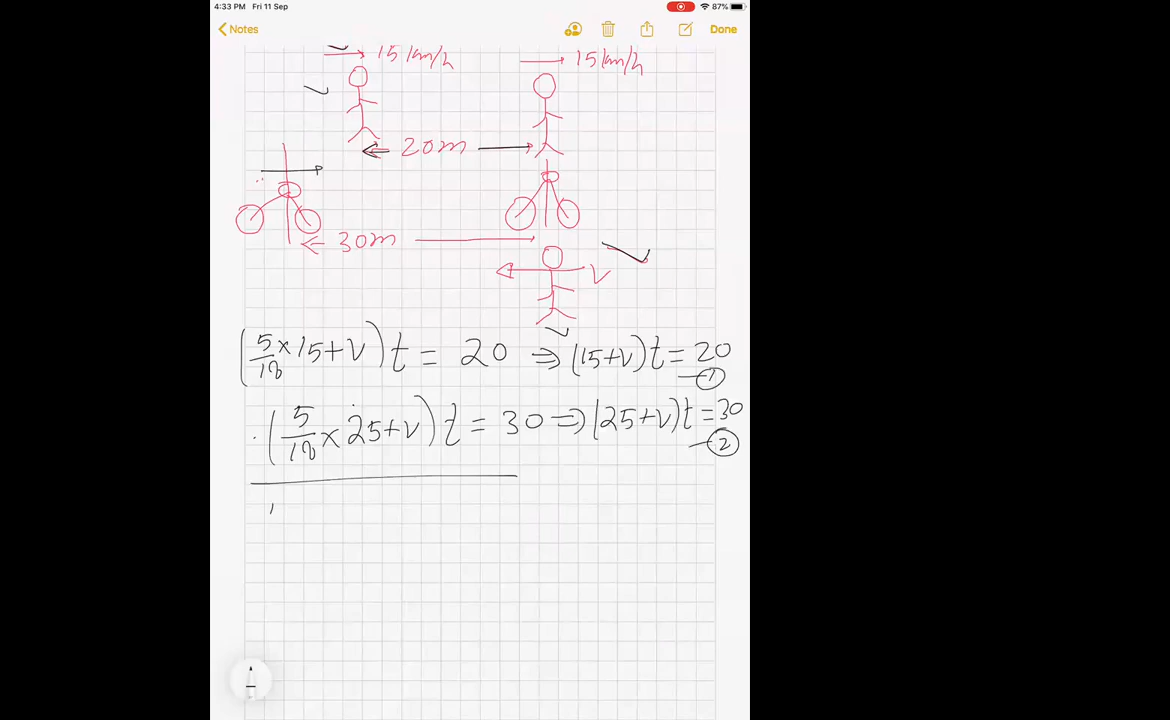 4:33 PM Fri 11 Sep
87%
Notes
Done
15 km/h
15 km/h
20m
30m
V
(5/18 × 15 + V) t = 20 ⇒ (15+V)t = 20 — ①
(5/18 × 25 + V) t = 30 ⇒ (25+V)t = 30 — ②